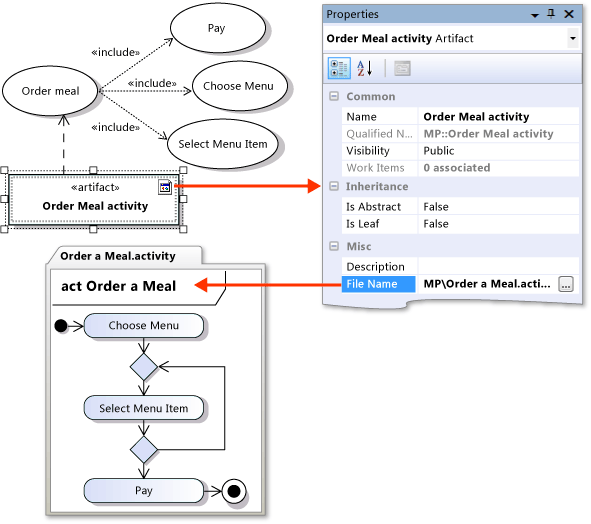 Pay
«include»
Order meal
«include»
Choose Menu
«include»
Select Menu Item
«artifact»
Order Meal activity
Properties
Order Meal activity Artifact
A
Z
Common
Name Order Meal activity
Qualified N... MP::Order Meal activity
Visibility Public
Work Items 0 associated
Inheritance
Is Abstract False
Is Leaf False
Misc
Description
File Name MP\Order a Meal.acti... ...
Order a Meal.activity
act Order a Meal
Choose Menu
Select Menu Item
Pay